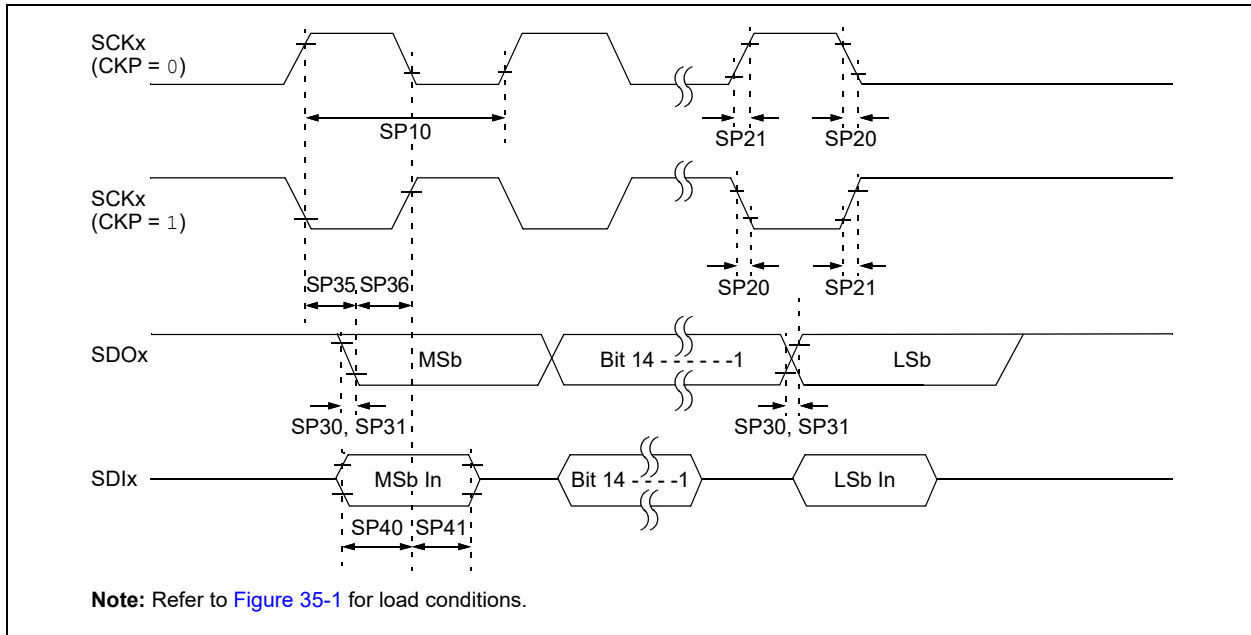 SCKx
(CKP = 0)
SP10
SP21
SP20
SCKx
(CKP = 1)
SP35
SP36
SP20
SP21
SDOx
MSb
Bit 14 - - - - - - -1
LSb
SP30, SP31
SP30, SP31
SDIx
MSb In
Bit 14 - - - - -1
LSb In
SP40
SP41
Note: Refer to Figure 35-1 for load conditions.